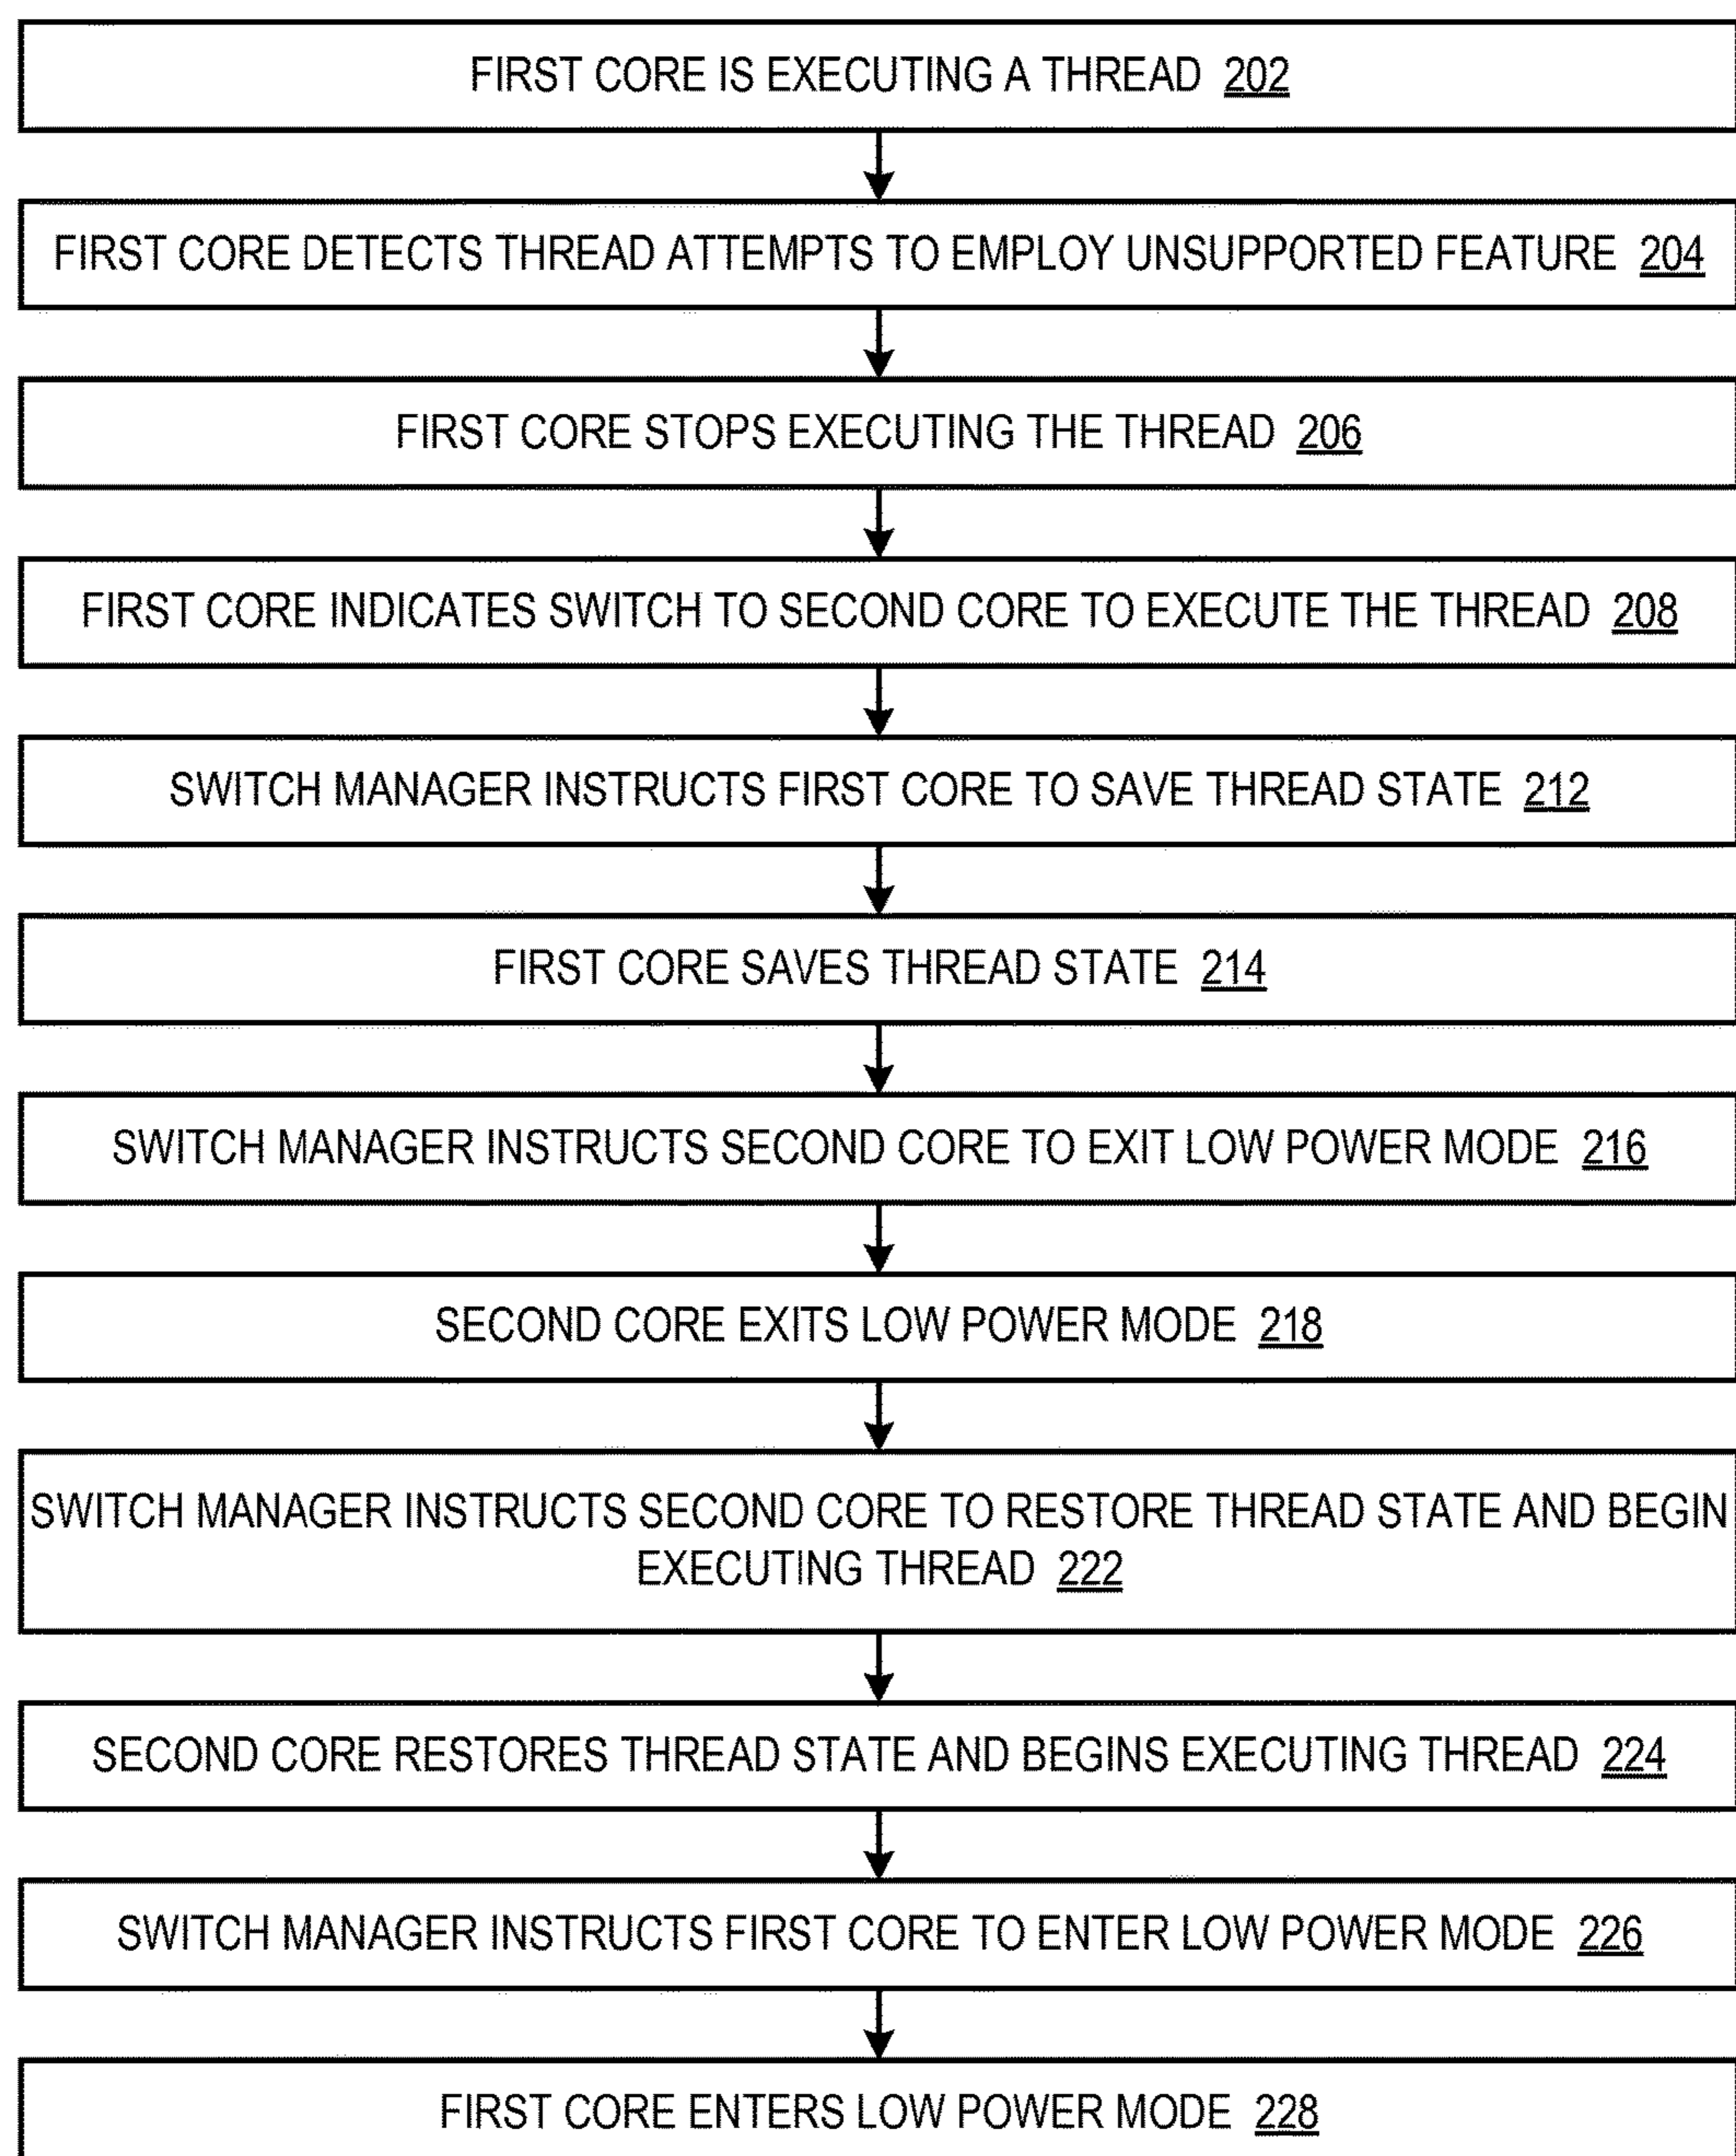 FIRST CORE IS EXECUTING A THREAD 202
FIRST CORE DETECTS THREAD ATTEMPTS TO EMPLOY UNSUPPORTED FEATURE 204
FIRST CORE STOPS EXECUTING THE THREAD 206
FIRST CORE INDICATES SWITCH TO SECOND CORE TO EXECUTE THE THREAD 208
SWITCH MANAGER INSTRUCTS FIRST CORE TO SAVE THREAD STATE 212
FIRST CORE SAVES THREAD STATE 214
SWITCH MANAGER INSTRUCTS SECOND CORE TO EXIT LOW POWER MODE 216
SECOND CORE EXITS LOW POWER MODE 218
SWITCH MANAGER INSTRUCTS SECOND CORE TO RESTORE THREAD STATE AND BEGIN
EXECUTING THREAD 222
SECOND CORE RESTORES THREAD STATE AND BEGINS EXECUTING THREAD 224
SWITCH MANAGER INSTRUCTS FIRST CORE TO ENTER LOW POWER MODE 226
FIRST CORE ENTERS LOW POWER MODE 228